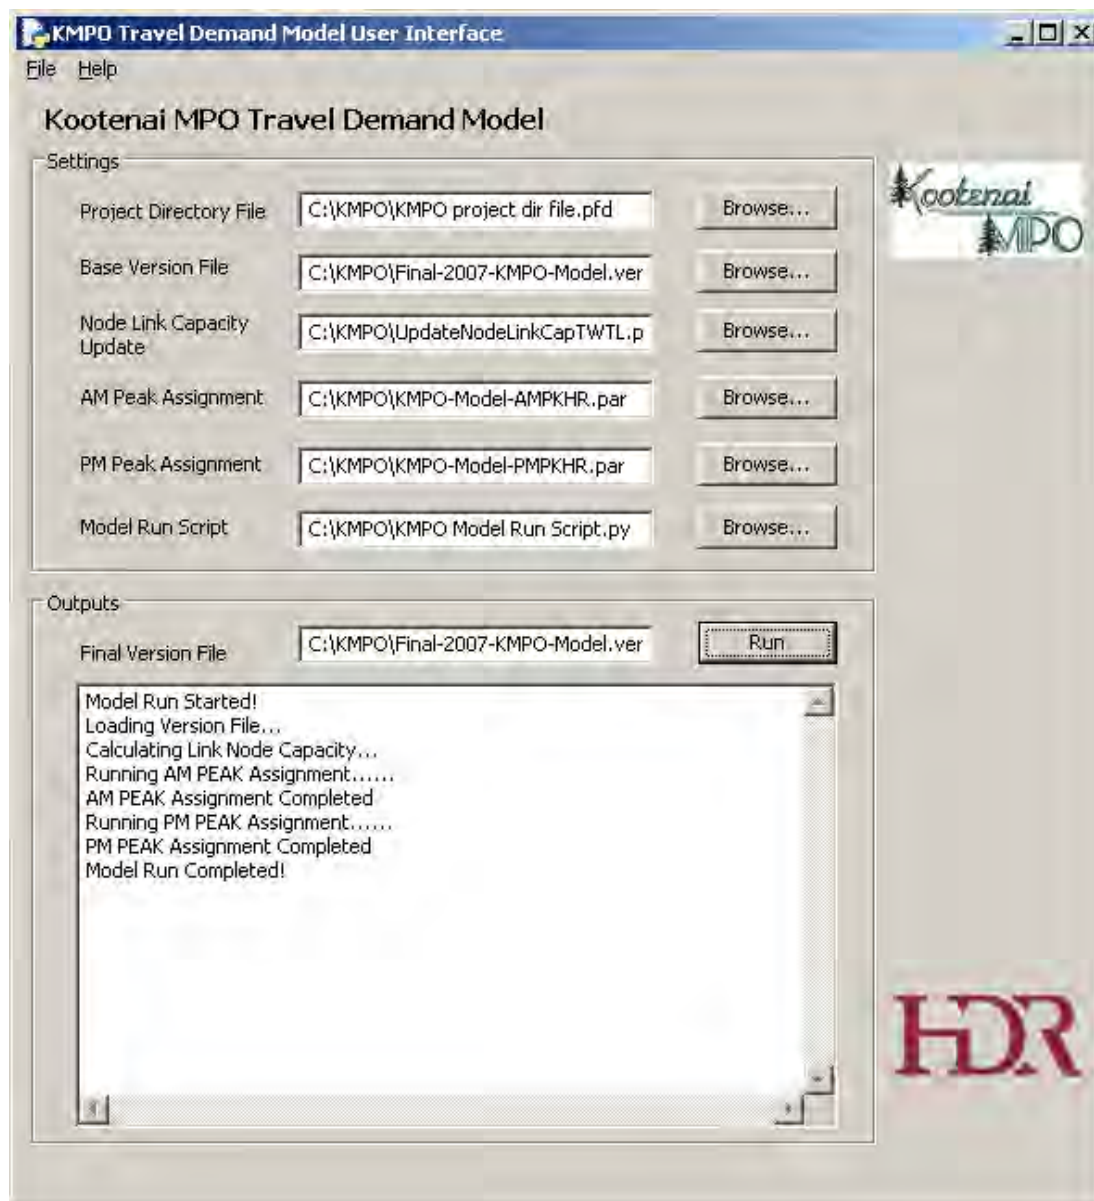 KMPO Travel Demand Model User Interface
File Help
Kootenai MPO Travel Demand Model
Settings
Kootenai
MPO
Project Directory File C:\KMPO\KMPO project dir file.pfd Browse...
Base Version File C:\KMPO\Final-2007-KMPO-Model.ver Browse...
Node Link Capacity
Update C:\KMPO\UpdateNodeLinkCapTWTL.p Browse...
AM Peak Assignment C:\KMPO\KMPO-Model-AMPKHR.par Browse...
PM Peak Assignment C:\KMPO\KMPO-Model-PMPKHR.par Browse...
Model Run Script C:\KMPO\KMPO Model Run Script.py Browse...
Outputs
Final Version File C:\KMPO\Final-2007-KMPO-Model.ver Run
Model Run Started!
Loading Version File...
Calculating Link Node Capacity...
Running AM PEAK Assignment......
AM PEAK Assignment Completed
Running PM PEAK Assignment......
PM PEAK Assignment Completed
Model Run Completed!
HDR